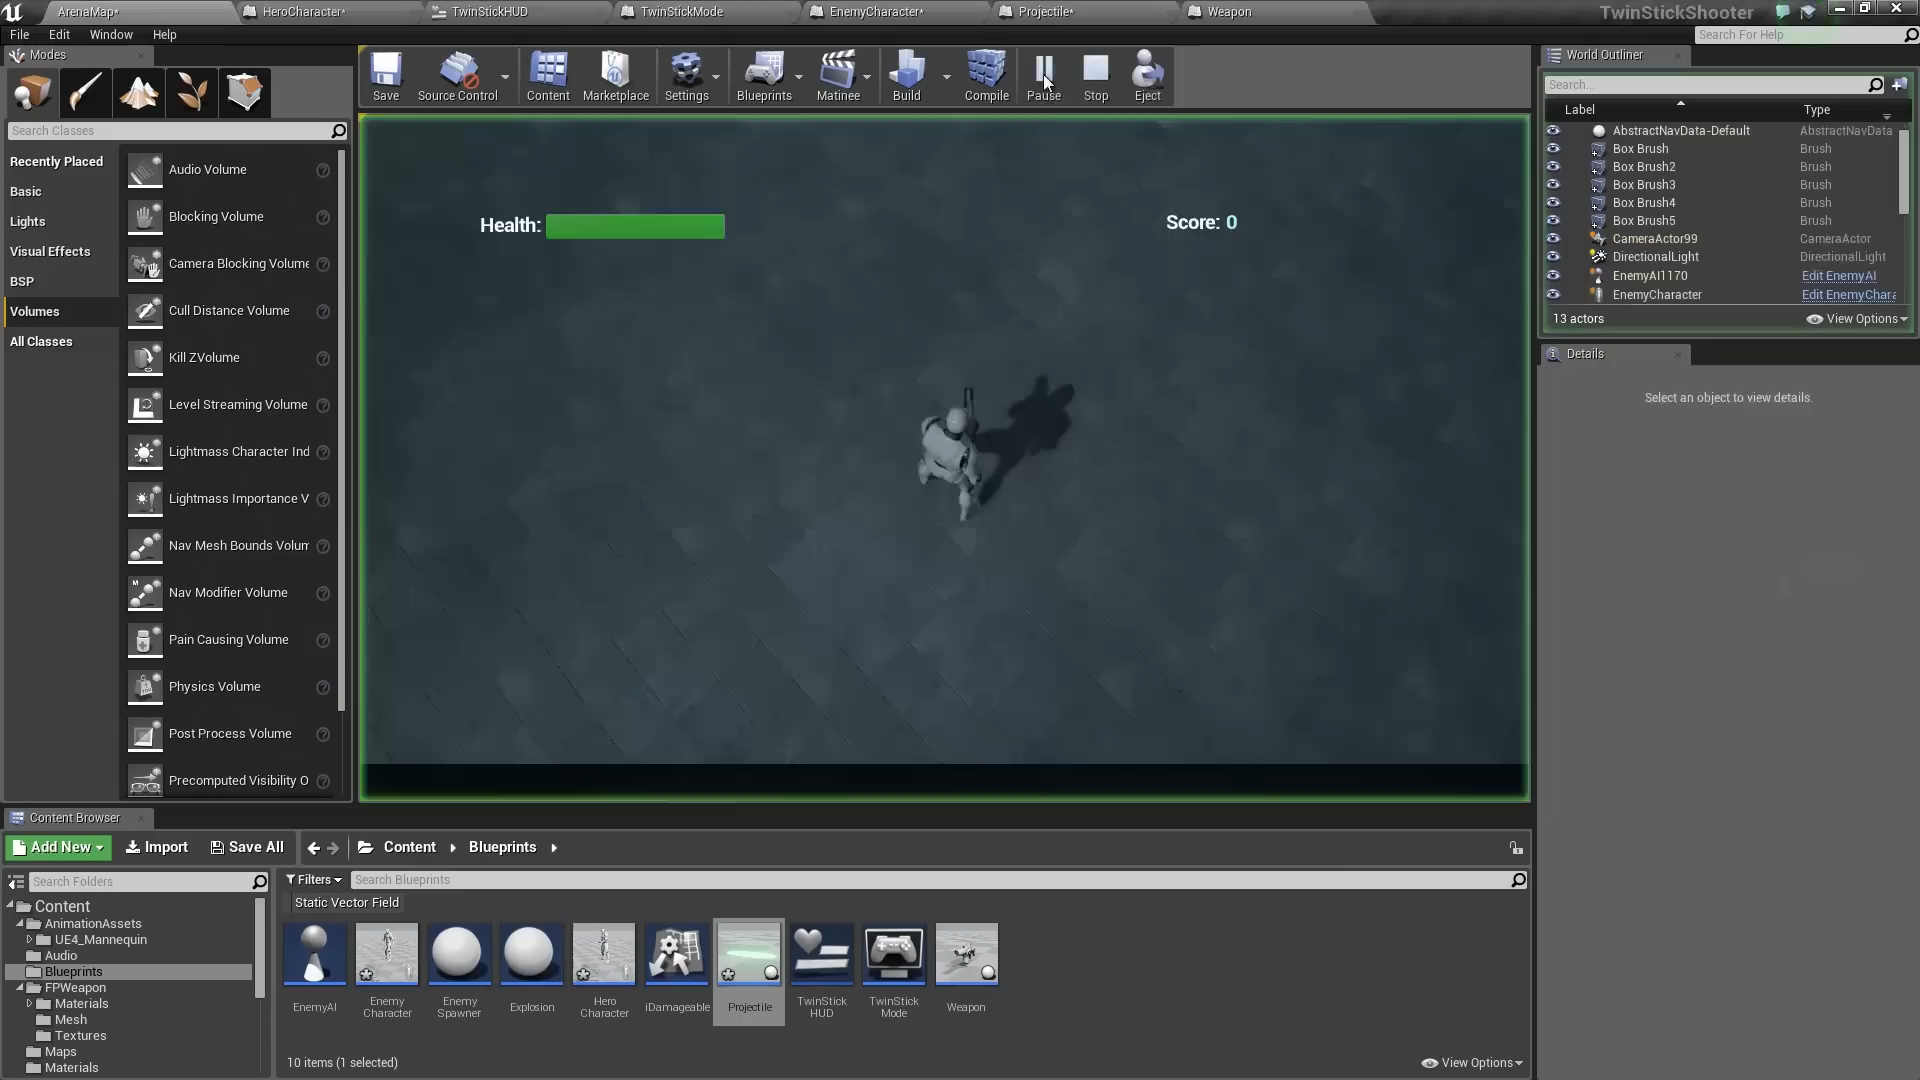 ArenaMap*
HeroCharacter*
TwinStickHUD
TwinStickMode
EnemyCharacter*
Projectile*
Weapon
TwinStickShooter
File
Edit
Window
Help
Search For Help
Modes
Search Classes
Recently Placed
Basic
Lights
Visual Effects
BSP
Volumes
All Classes
Audio Volume
Blocking Volume
Camera Blocking Volume
Cull Distance Volume
Kill ZVolume
Level Streaming Volume
Lightmass Character Ind
Lightmass Importance V
Nav Mesh Bounds Volum
Nav Modifier Volume
Pain Causing Volume
Physics Volume
Post Process Volume
Precomputed Visibility O
Save
Source Control
Content
Marketplace
Settings
Blueprints
Matinee
Build
Compile
Pause
Stop
Eject
Health:
Score: 0
World Outliner
Search...
Label Type
AbstractNavData-Default AbstractNavData
Box Brush Brush
Box Brush2 Brush
Box Brush3 Brush
Box Brush4 Brush
Box Brush5 Brush
CameraActor99 CameraActor
DirectionalLight DirectionalLight
EnemyAI1170 Edit EnemyAI
EnemyCharacter Edit EnemyChara
13 actors
View Options
Details
Select an object to view details.
Content Browser
Add New
Import
Save All
Content
Blueprints
Search Folders
Content
AnimationAssets
UE4_Mannequin
Audio
Blueprints
FPWeapon
Materials
Mesh
Textures
Maps
Materials
Filters
Search Blueprints
Static Vector Field
EnemyAI
Enemy
Character
Enemy
Spawner
Explosion
Hero
Character
iDamageable
Projectile
TwinStick
HUD
TwinStick
Mode
Weapon
10 items (1 selected)
View Options